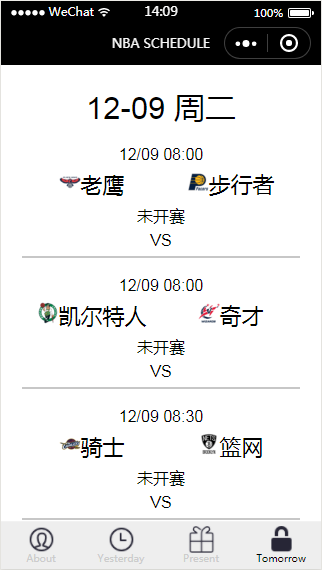 WeChat 14:09 100%
NBA SCHEDULE
12-09 周二
12/09 08:00
老鹰 步行者
未开赛
VS
12/09 08:00
凯尔特人 奇才
未开赛
VS
12/09 08:30
骑士 篮网
未开赛
VS
About Yesterday Present Tomorrow